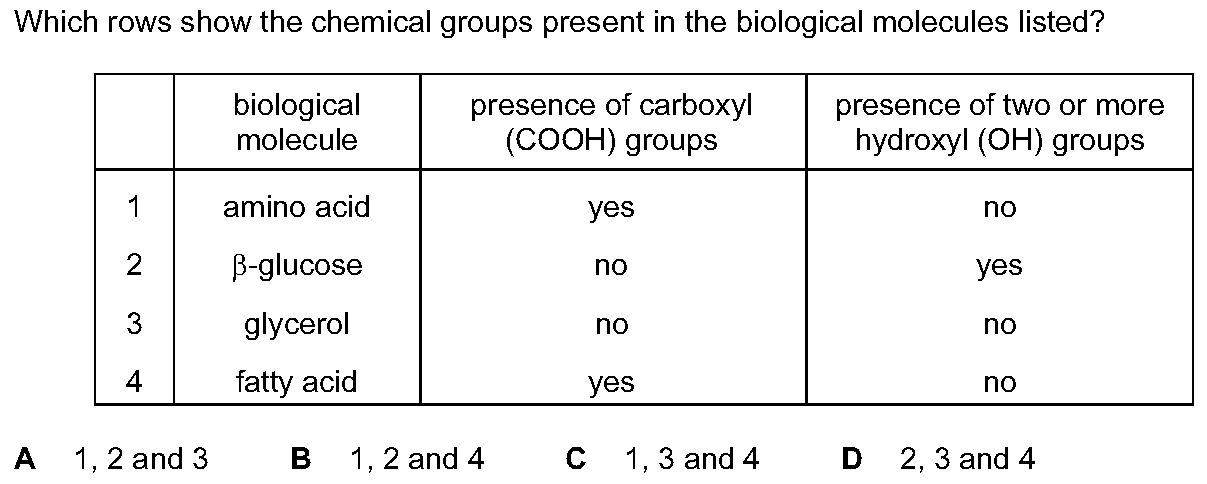 Which rows show the chemical groups present in the biological molecules listed?
biological molecule presence of carboxyl (COOH) groups presence of two or more hydroxyl (OH) groups
1 amino acid yes no
2 β-glucose no yes
3 glycerol no no
4 fatty acid yes no
A 1, 2 and 3 B 1, 2 and 4 C 1, 3 and 4 D 2, 3 and 4